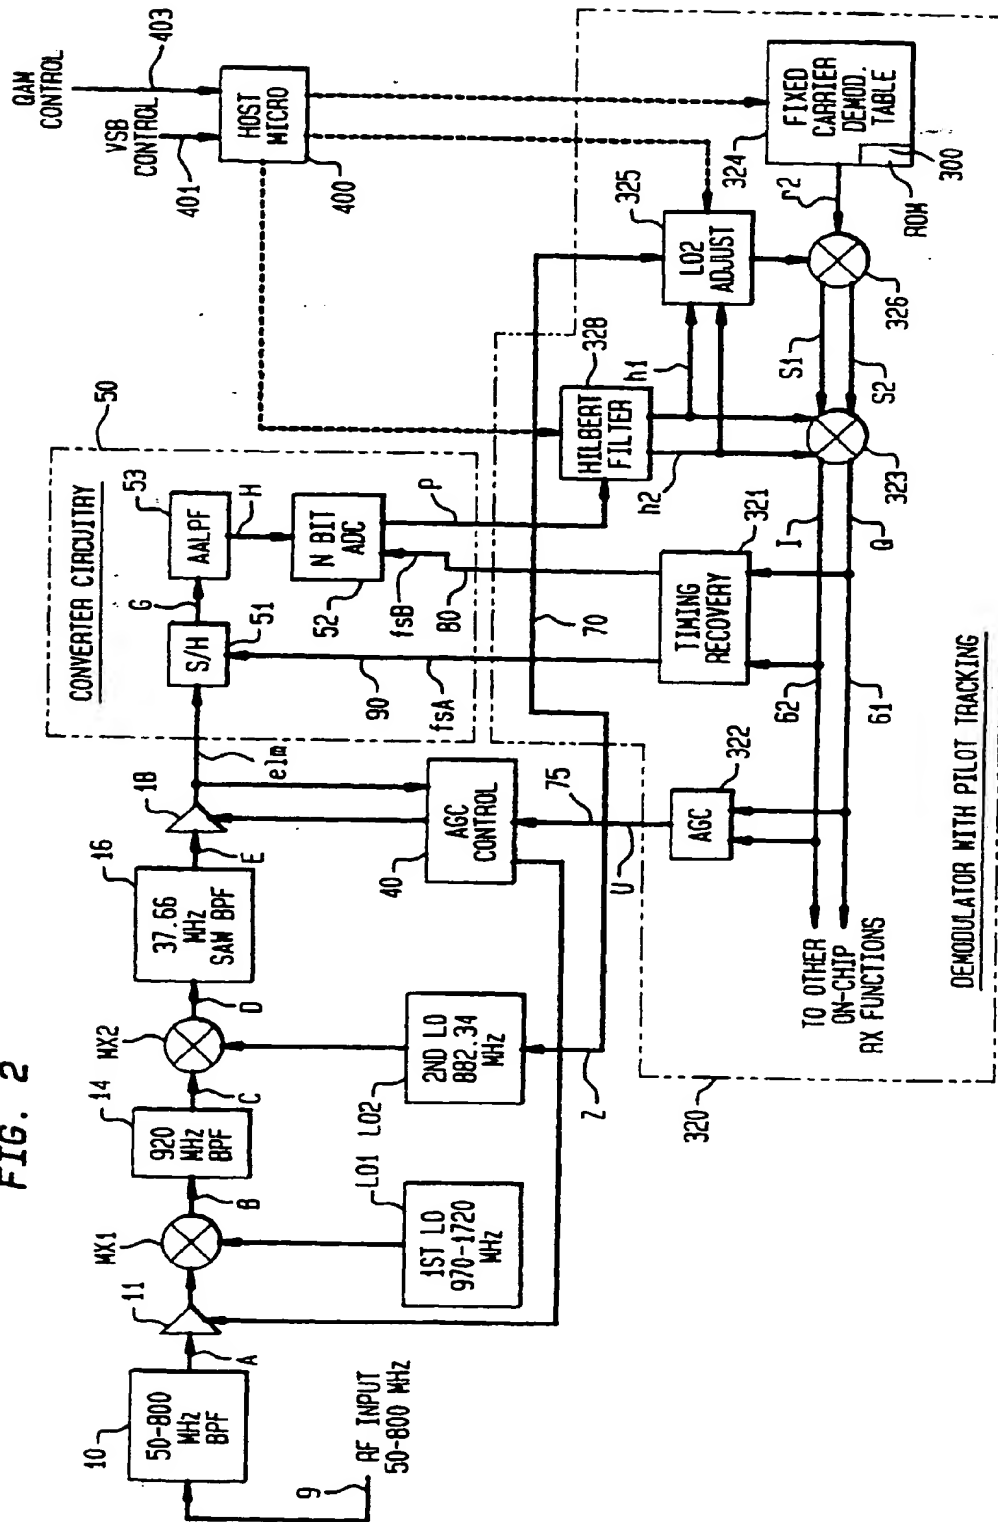 FIG. 2
9
RF INPUT
50-800 MHz
10
50-800
MHz
BPF
A
11
MX1
B
14
920
MHz
BPF
C
MX2
D
16
37.66
MHz
SAW BPF
E
18
elm
1ST LO
970-1720
MHz
LO1
LO2
2ND LO
882.34
MHz
Z
40
AGC
CONTROL
U
75
50
CONVERTER CIRCUITRY
S/H
51
G
53
AALPF
H
N BIT
ADC
52
P
fsB
80
90
fsA
70
QAM
CONTROL
403
VSB
CONTROL
401
HOST
MICRO
400
320
322
AGC
TIMING
RECOVERY
321
62
61
TO OTHER
ON-CHIP
RX FUNCTIONS
HILBERT
FILTER
328
h1
h2
I
Q
323
S1
S2
325
LO2
ADJUST
326
r2
324
FIXED
CARRIER
DEMOD.
TABLE
ROM
300
DEMODULATOR WITH PILOT TRACKING